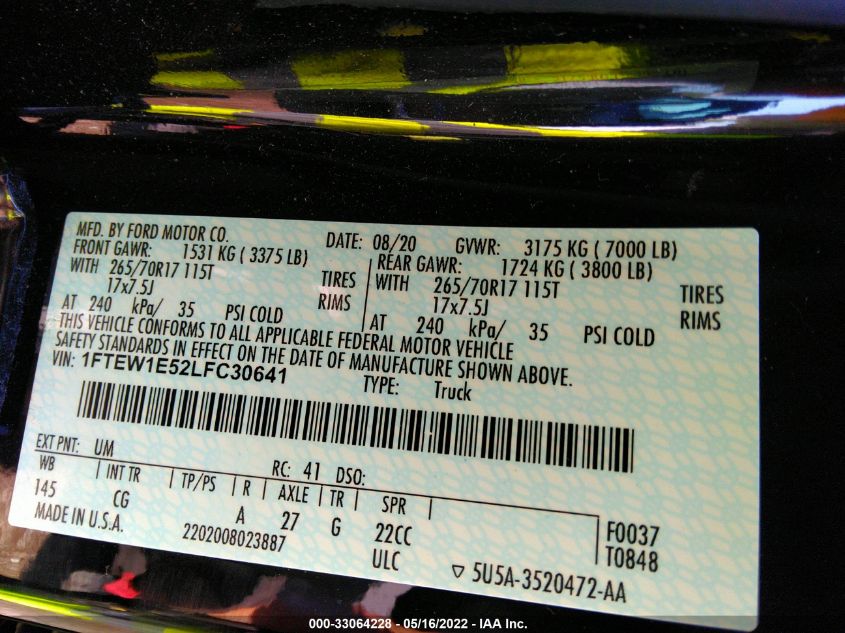 MFD. BY FORD MOTOR CO. DATE: 08/20 GVWR: 3175 KG ( 7000 LB)
FRONT GAWR: 1531 KG ( 3375 LB) REAR GAWR: 1724 KG ( 3800 LB)
WITH 265/70R17 115T TIRES WITH 265/70R17 115T TIRES
17x7.5J RIMS 17x7.5J RIMS
AT 240 kPa/ 35 PSI COLD AT 240 kPa/ 35 PSI COLD
THIS VEHICLE CONFORMS TO ALL APPLICABLE FEDERAL MOTOR VEHICLE
SAFETY STANDARDS IN EFFECT ON THE DATE OF MANUFACTURE SHOWN ABOVE.
VIN: 1FTEW1E52LFC30641 TYPE: Truck
EXT PNT: UM RC: 41 DSO:
WB INT TR TP/PS R AXLE TR SPR
145 CG A 27 G 22CC F0037
MADE IN U.S.A. 2202008023887 ULC T0848
5U5A-3520472-AA
000-33064228 - 05/16/2022 - IAA Inc.